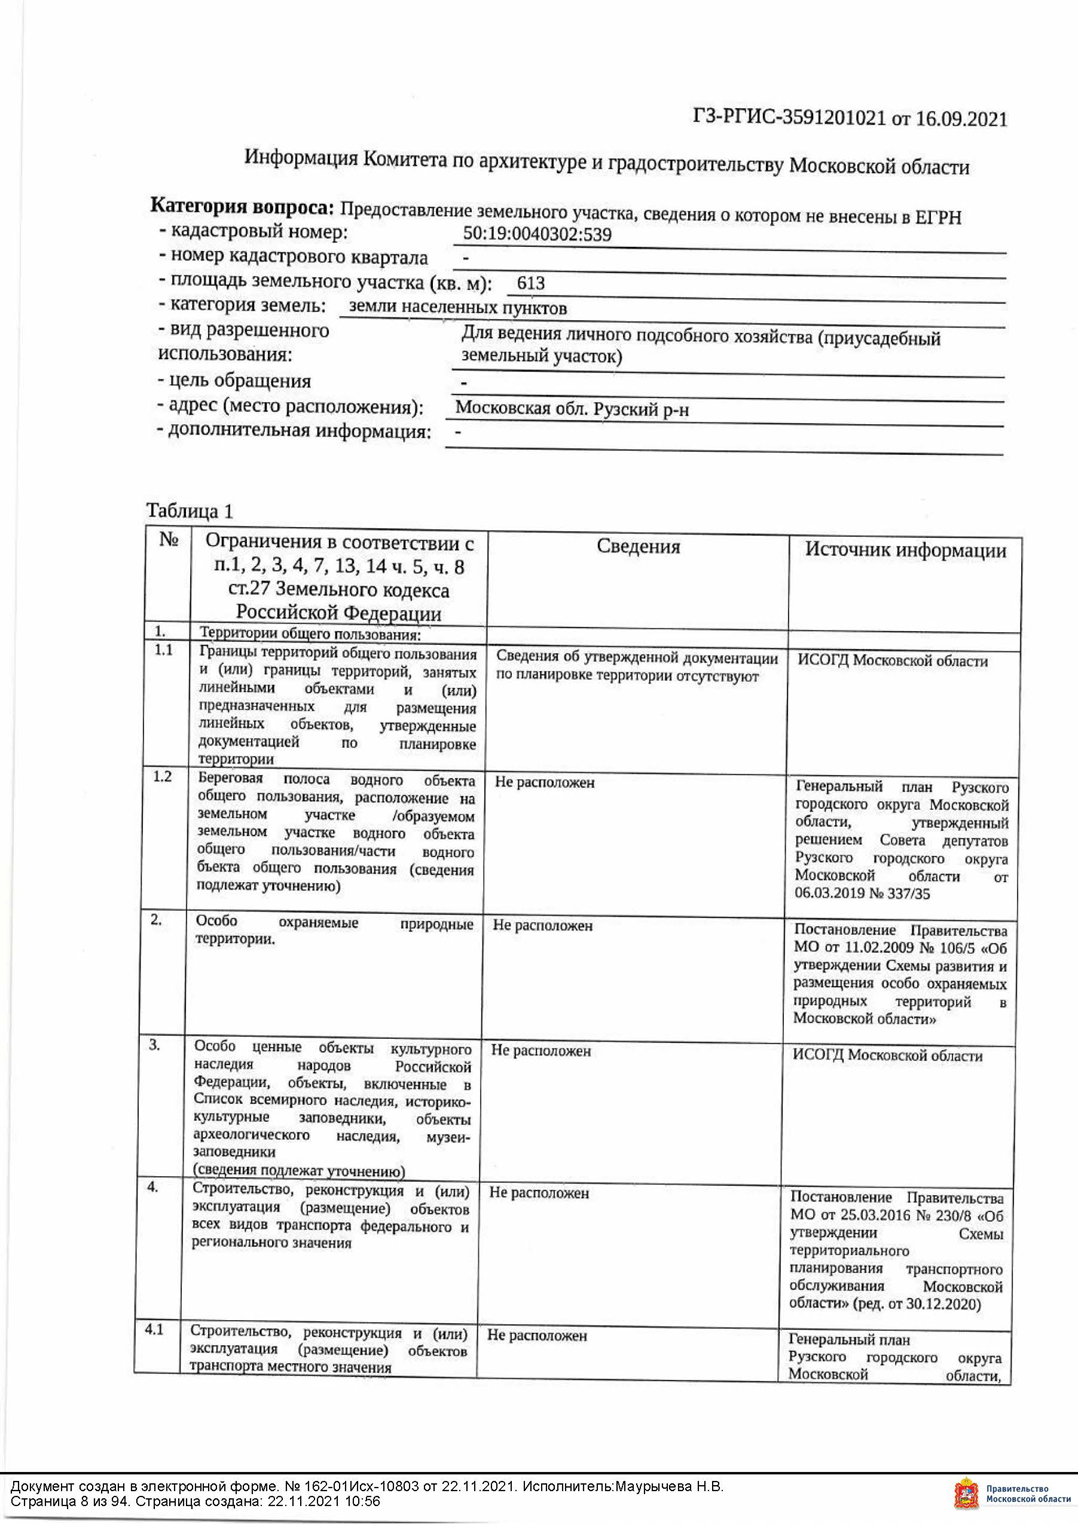 ГЗ-РГИС-3591201021 от 16.09.2021
Информация Комитета по архитектуре и градостроительству Московской области
Категория вопроса: Предоставление земельного участка, сведения о котором не внесены в ЕГРН
- кадастровый номер: 50:19:0040302:539
- номер кадастрового квартала -
- площадь земельного участка (кв. м): 613
- категория земель: земли населенных пунктов
- вид разрешенного использования: Для ведения личного подсобного хозяйства (приусадебный
земельный участок)
- цель обращения -
- адрес (место расположения): Московская обл. Рузский р-н
- дополнительная информация: -
Таблица 1
№
Ограничения в соответствии с
п.1, 2, 3, 4, 7, 13, 14 ч. 5, ч. 8
ст.27 Земельного кодекса
Российской Федерации
Сведения
Источник информации
1.
Территории общего пользования:
1.1
Границы территорий общего пользования
и (или) границы территорий, занятых
линейными объектами и (или)
предназначенных для размещения
линейных объектов, утвержденные
документацией по планировке
территории
Сведения об утвержденной документации
по планировке территории отсутствуют
ИСОГД Московской области
1.2
Береговая полоса водного объекта
общего пользования, расположение на
земельном участке /образуемом
земельном участке водного объекта
общего пользования/части водного
бъекта общего пользования (сведения
подлежат уточнению)
Не расположен
Генеральный план Рузского
городского округа Московской
области, утвержденный
решением Совета депутатов
Рузского городского округа
Московской области от
06.03.2019 № 337/35
2.
Особо охраняемые природные
территории.
Не расположен
Постановление Правительства
МО от 11.02.2009 № 106/5 «Об
утверждении Схемы развития и
размещения особо охраняемых
природных территорий в
Московской области»
3.
Особо ценные объекты культурного
наследия народов Российской
Федерации, объекты, включенные в
Список всемирного наследия, историко-
культурные заповедники, объекты
археологического наследия, музеи-
заповедники
(сведения подлежат уточнению)
Не расположен
ИСОГД Московской области
4.
Строительство, реконструкция и (или)
эксплуатация (размещение) объектов
всех видов транспорта федерального и
регионального значения
Не расположен
Постановление Правительства
МО от 25.03.2016 № 230/8 «Об
утверждении Схемы
территориального
планирования транспортного
обслуживания Московской
области» (ред. от 30.12.2020)
4.1
Строительство, реконструкция и (или)
эксплуатация (размещение) объектов
транспорта местного значения
Не расположен
Генеральный план
Рузского городского округа
Московской области,
Документ создан в электронной форме. № 162-01Исх-10803 от 22.11.2021. Исполнитель:Маурычева Н.В.
Страница 8 из 94. Страница создана: 22.11.2021 10:56
Правительство
Московской области